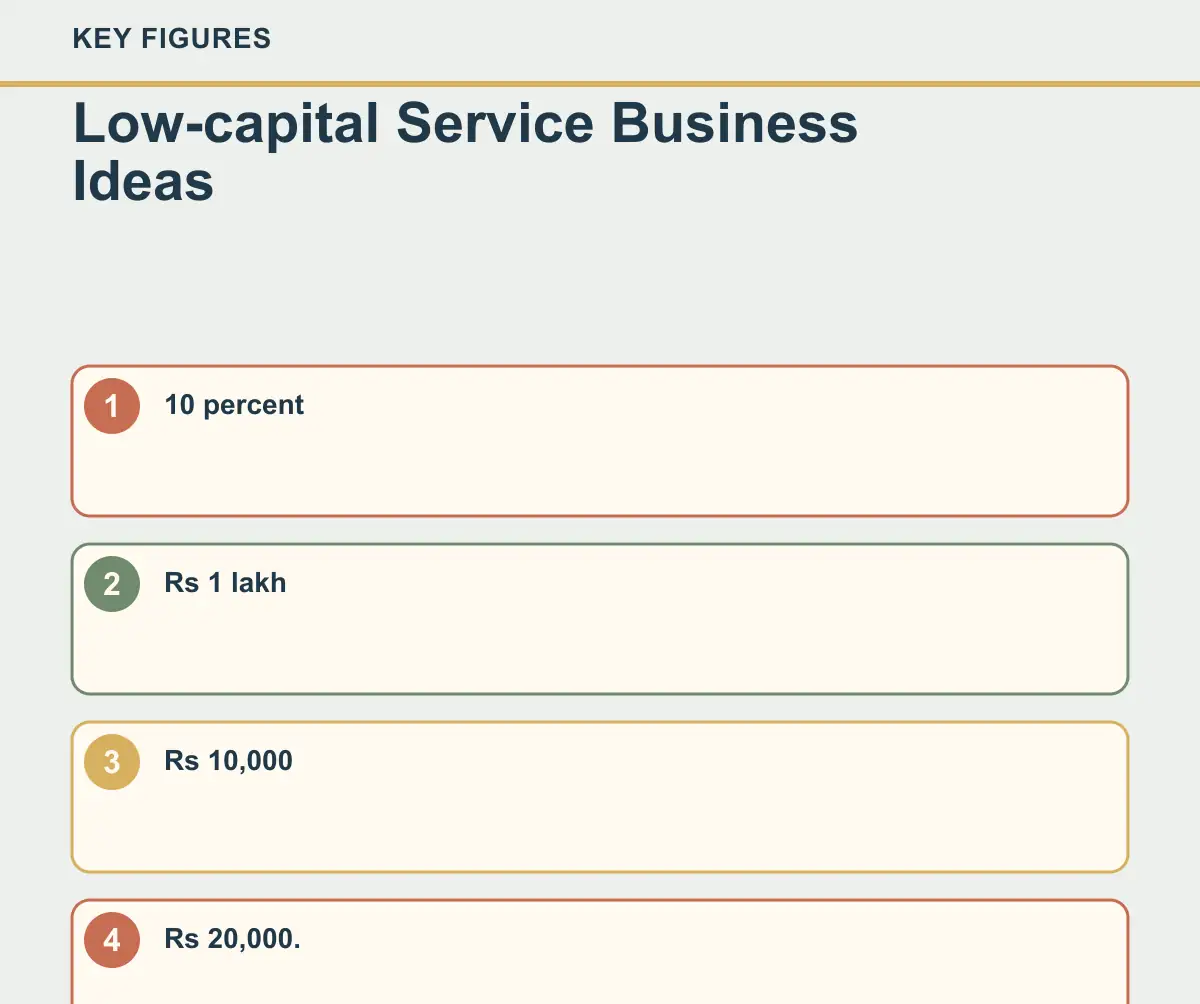 KEY FIGURES
Low-capital Service Business
Ideas
1 10 percent
2 Rs 1 lakh
3 Rs 10,000
4 Rs 20,000.